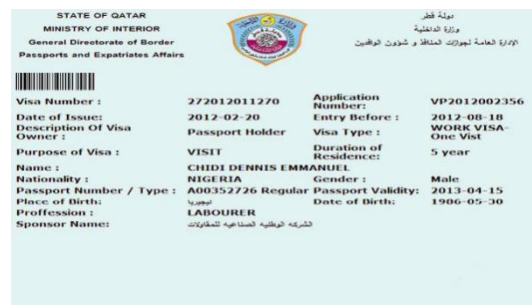 STATE OF QATAR
MINISTRY OF INTERIOR
General Directorate of Border
Passports and Expatriates Affairs
دولة قطر
وزارة الداخلية
الإدارة العامة لجوازات المنافذ و شؤون الوافدين
Visa Number : 272012011270 Application Number: VP2012002356
Date of Issue: 2012-02-20 Entry Before : 2012-08-18
Description Of Visa Owner : Passport Holder Visa Type : WORK VISA-One Vist
Purpose of Visa : VISIT Duration of Residence: 5 year
Name : CHIDI DENNIS EMMANUEL
Nationality : NIGERIA Gender : Male
Passport Number / Type : A00352726 Regular Passport Validity: 2013-04-15
Place of Birth: نيجيريا Date of Birth: 1906-05-30
Proffession : LABOURER
Sponsor Name: الشركه الوطنيه الصناعيه للمقاولات